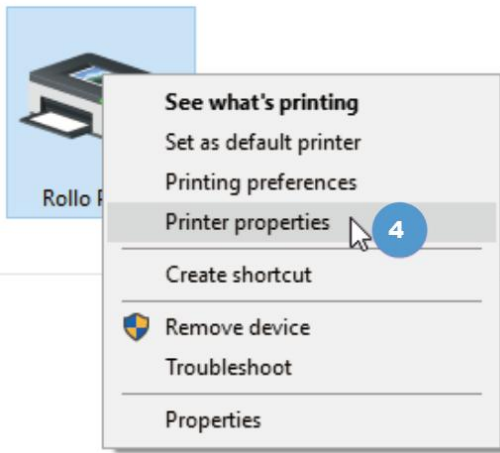 See what's printing
Set as default printer
Printing preferences
Rollo
Printer properties
4
Create shortcut
Remove device
Troubleshoot
Properties